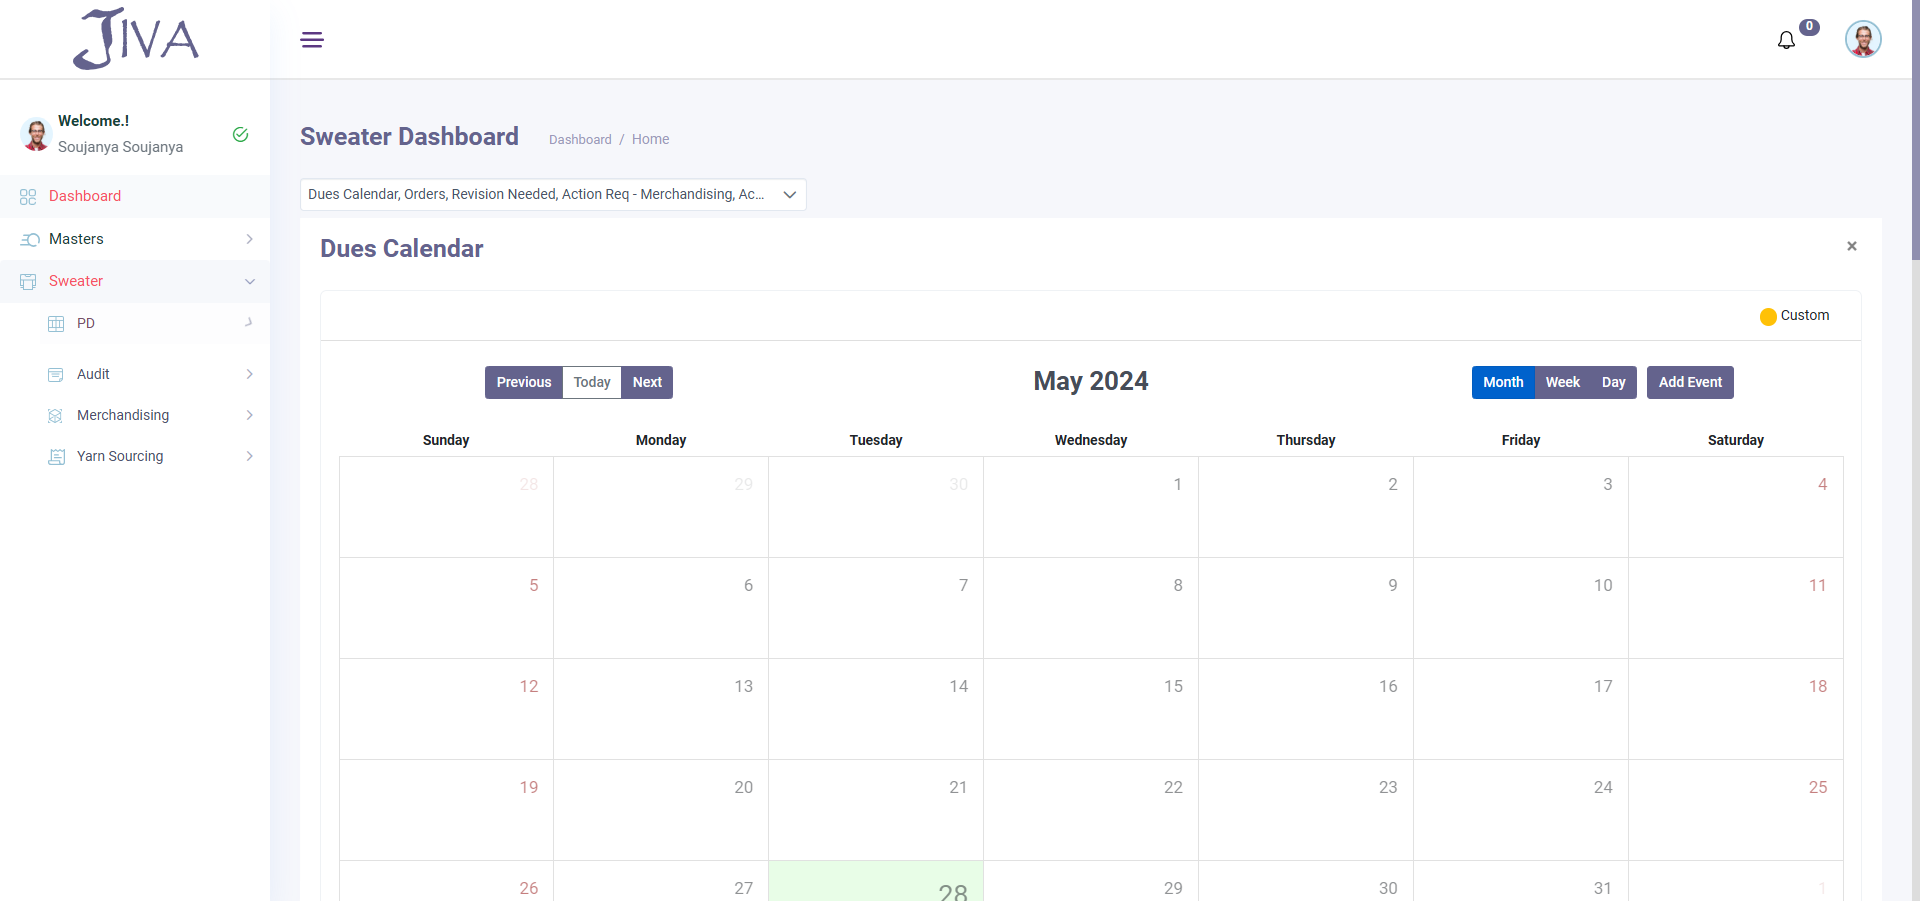 JIVA
0
Welcome.!
Soujanya Soujanya
Dashboard
Masters
Sweater
PD
Audit
Merchandising
Yarn Sourcing
Sweater Dashboard
Dashboard / Home
Dues Calendar, Orders, Revision Needed, Action Req - Merchandising, Ac...
Dues Calendar
×
Custom
Previous Today Next
May 2024
Month Week Day Add Event
Sunday Monday Tuesday Wednesday Thursday Friday Saturday
28 29 30 1 2 3 4
5 6 7 8 9 10 11
12 13 14 15 16 17 18
19 20 21 22 23 24 25
26 27 28 29 30 31 1